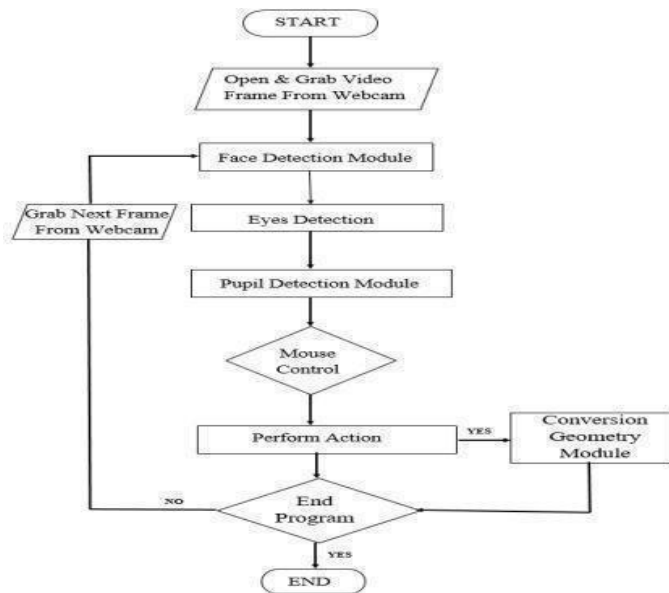 START
Open & Grab Video
Frame From Webcam
Face Detection Module
Grab Next Frame
From Webcam
Eyes Detection
Pupil Detection Module
Mouse
Control
Perform Action
YES
Conversion
Geometry
Module
NO
End
Program
YES
END